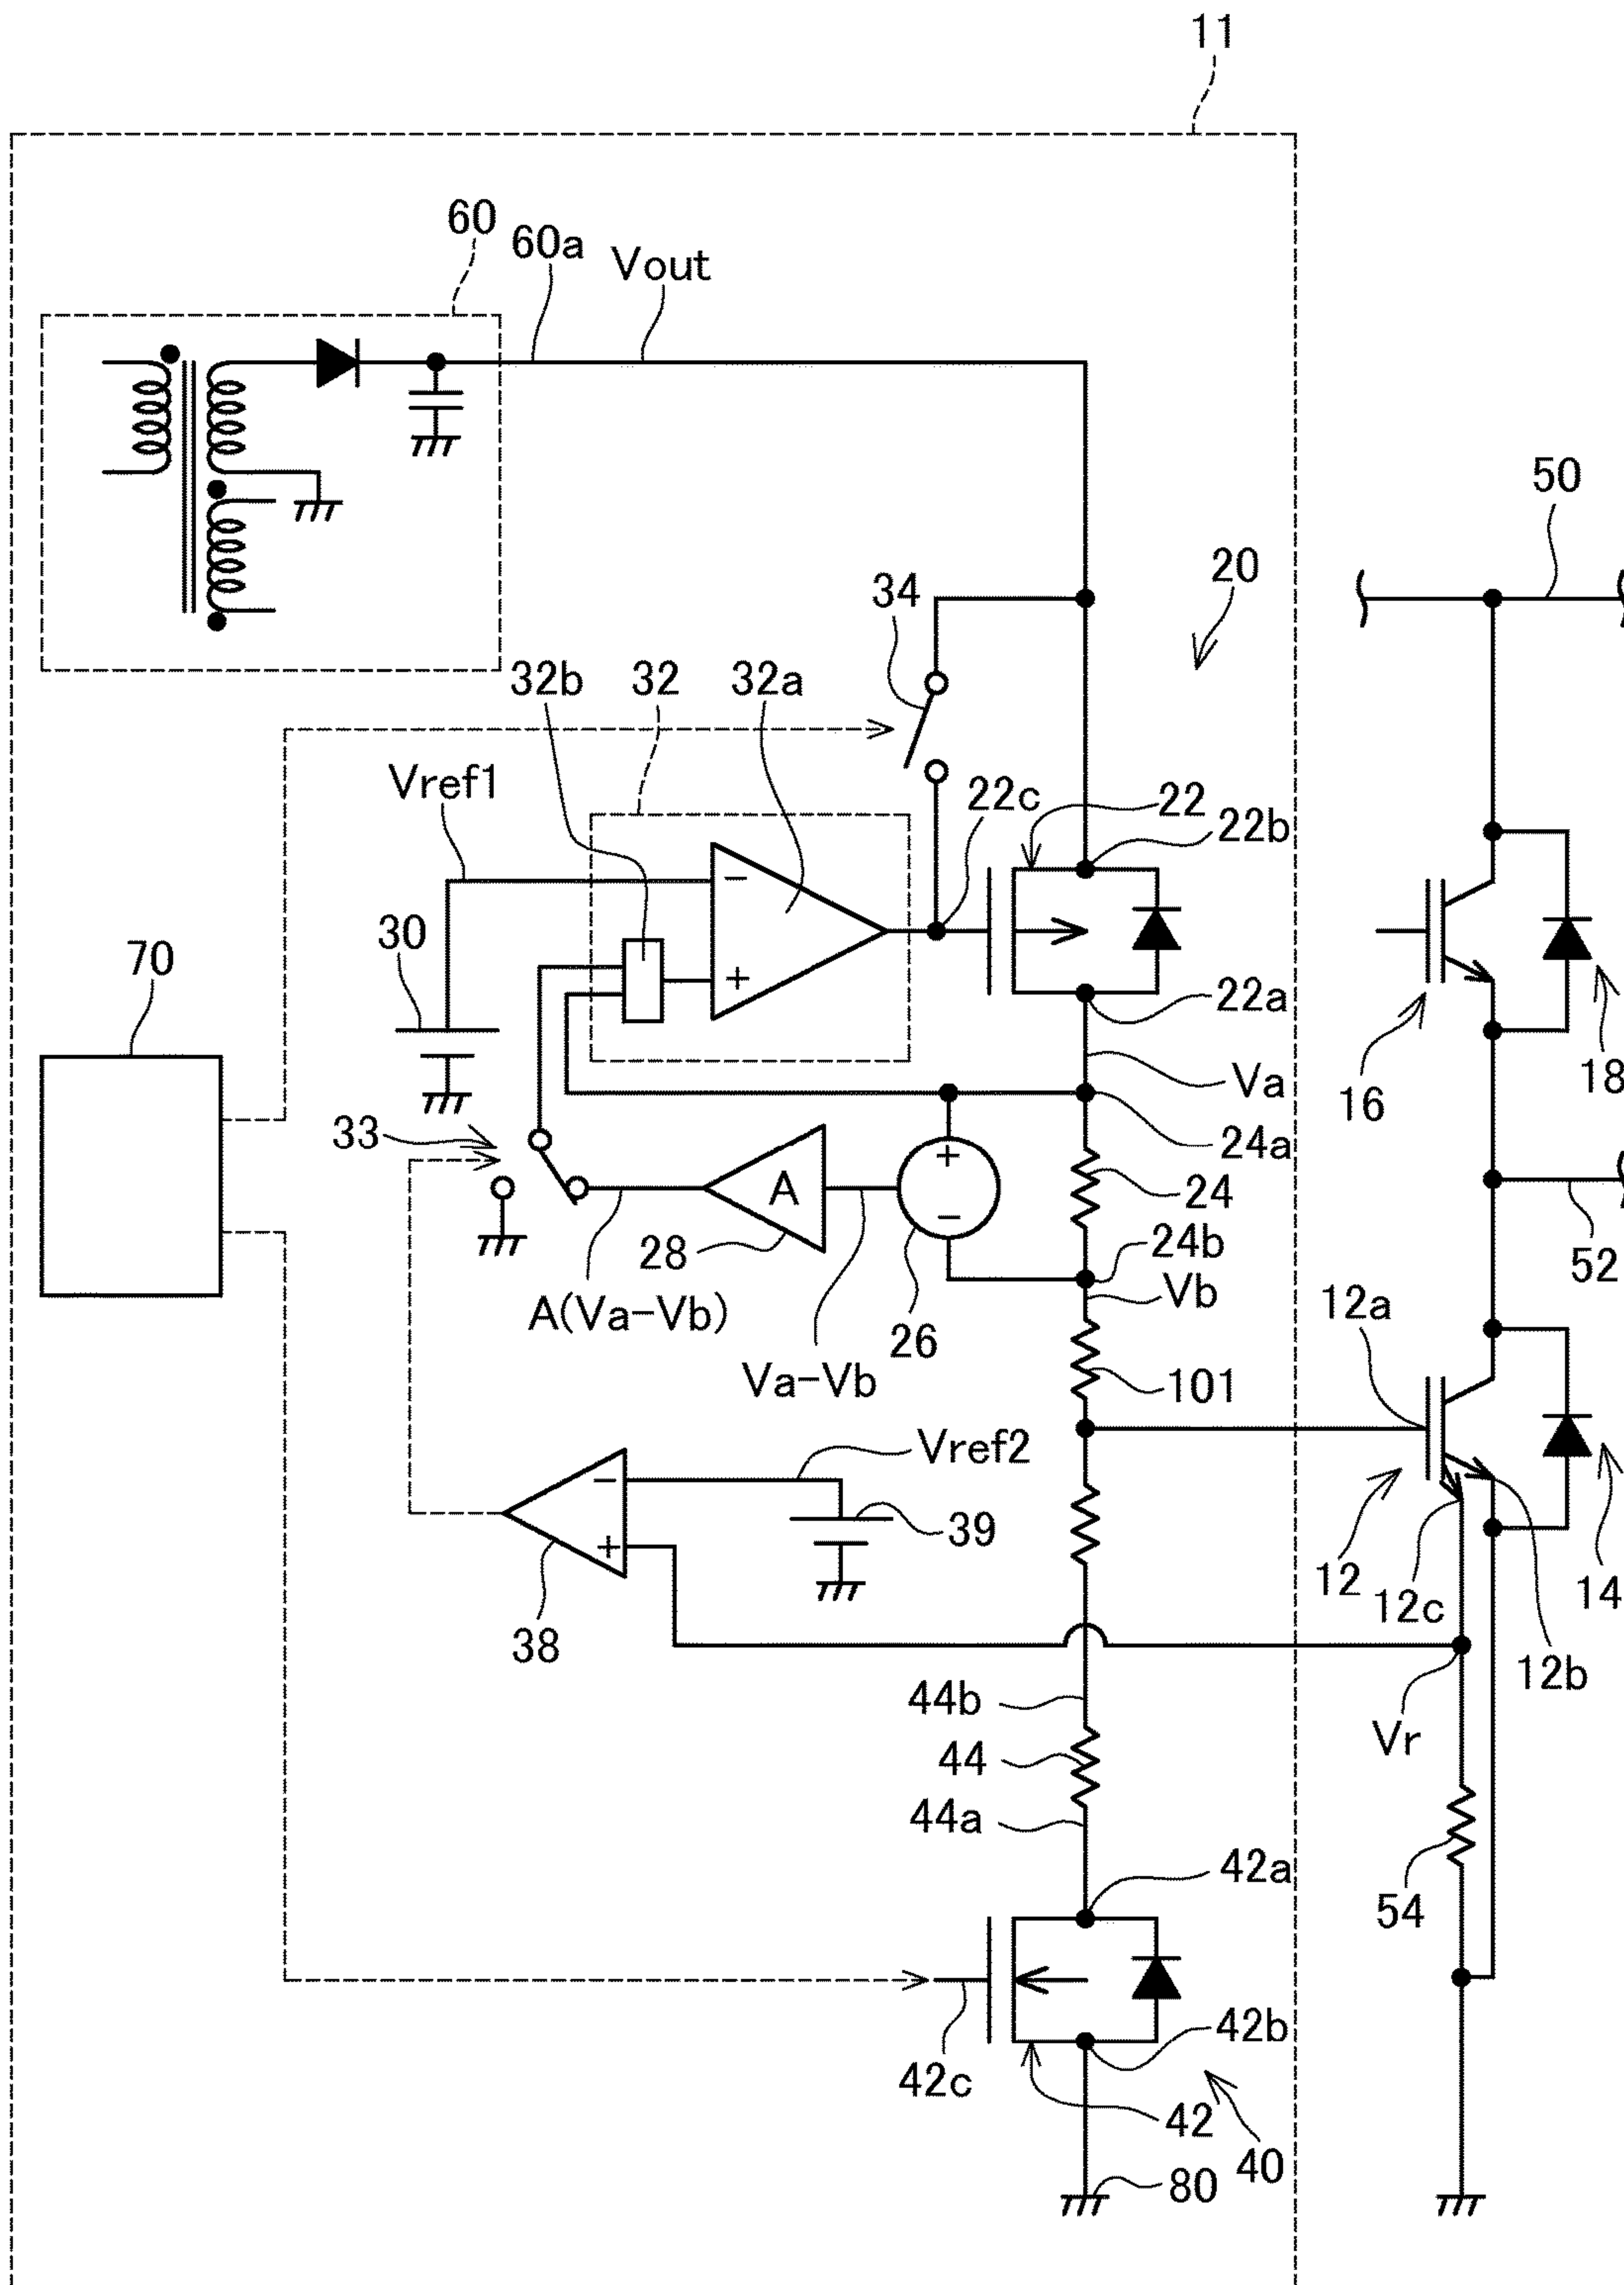 11
60
60a
Vout
50
20
34
32b
32
32a
Vref1
22c
22
22b
30
70
22a
Va
16
18
33
24a
A
24
28
24b
52
A(Va-Vb)
26
Vb
12a
Va-Vb
101
Vref2
39
12
12c
14
38
12b
44b
Vr
44
44a
42a
54
42b
42c
42
40
80